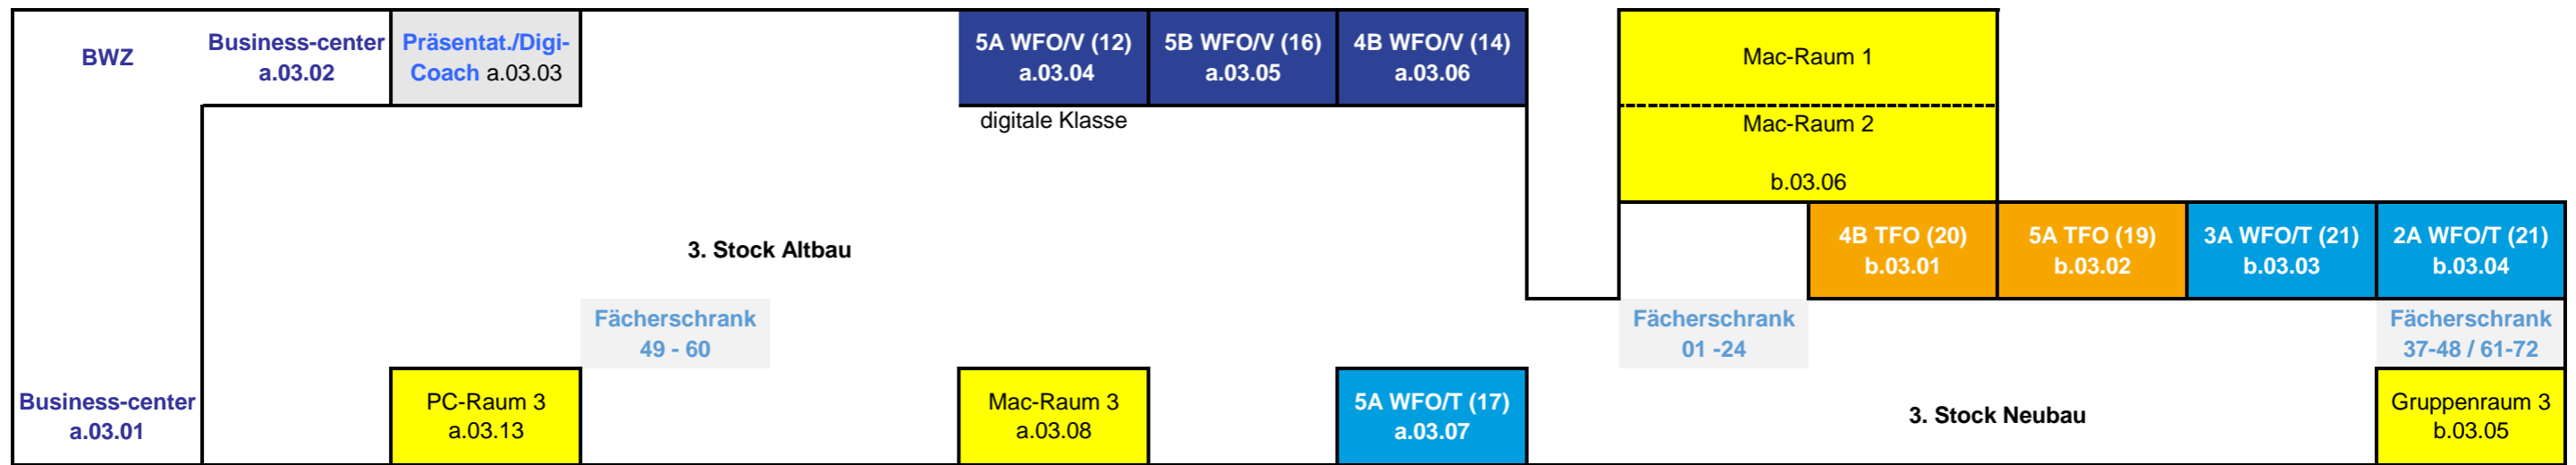 BWZ
Business-center
a.03.02
Präsentat./Digi-
Coach a.03.03
5A WFO/V (12)
a.03.04
5B WFO/V (16)
a.03.05
4B WFO/V (14)
a.03.06
Mac-Raum 1
digitale Klasse
Mac-Raum 2
b.03.06
3. Stock Altbau
4B TFO (20)
b.03.01
5A TFO (19)
b.03.02
3A WFO/T (21)
b.03.03
2A WFO/T (21)
b.03.04
Fächerschrank
49 - 60
Fächerschrank
01 -24
Fächerschrank
37-48 / 61-72
Business-center
a.03.01
PC-Raum 3
a.03.13
Mac-Raum 3
a.03.08
5A WFO/T (17)
a.03.07
3. Stock Neubau
Gruppenraum 3
b.03.05